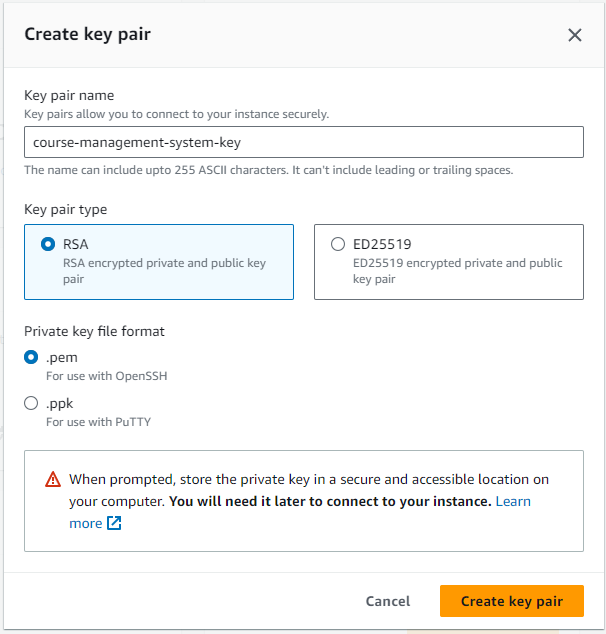 Create key pair
Key pair name
Key pairs allow you to connect to your instance securely.
course-management-system-key
The name can include upto 255 ASCII characters. It can't include leading or trailing spaces.
Key pair type
RSA
RSA encrypted private and public key
pair
ED25519
ED25519 encrypted private and public
key pair
Private key file format
.pem
For use with OpenSSH
.ppk
For use with PuTTY
When prompted, store the private key in a secure and accessible location on
your computer. You will need it later to connect to your instance. Learn
more
Cancel
Create key pair